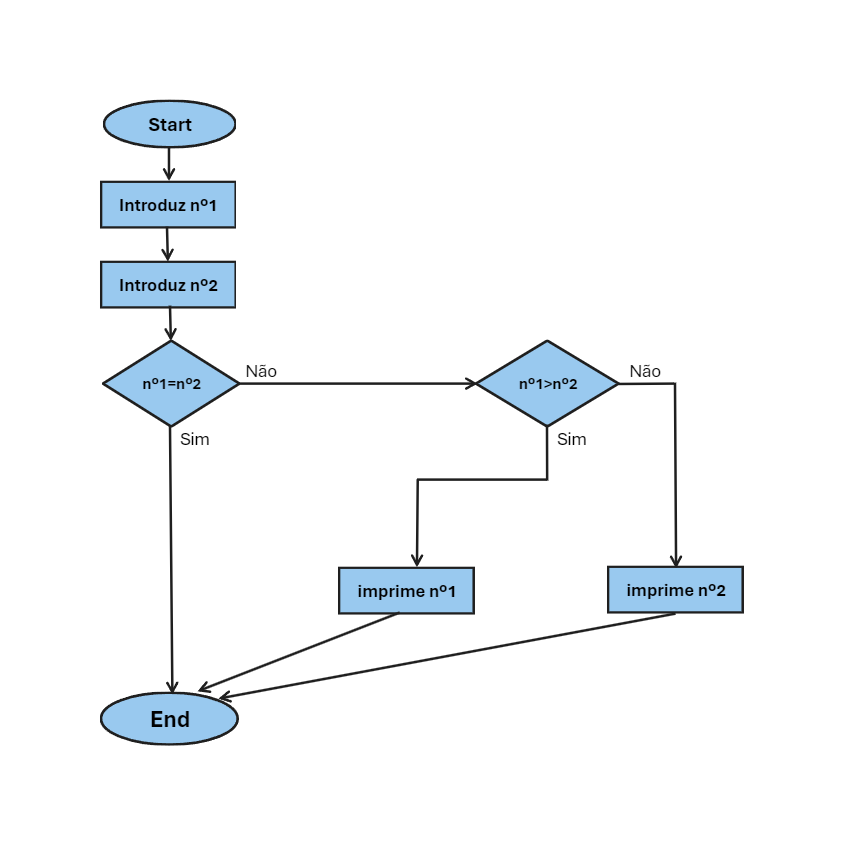 Start
Introduz nº1
Introduz nº2
nº1=nº2
Não
Sim
nº1>nº2
Não
Sim
imprime nº1
imprime nº2
End